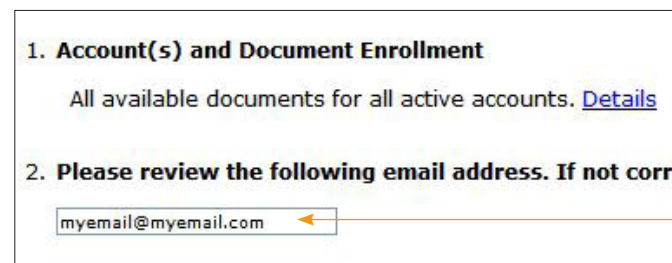 1. Account(s) and Document Enrollment
All available documents for all active accounts. Details
2. Please review the following email address. If not corr
myemail@myemail.com